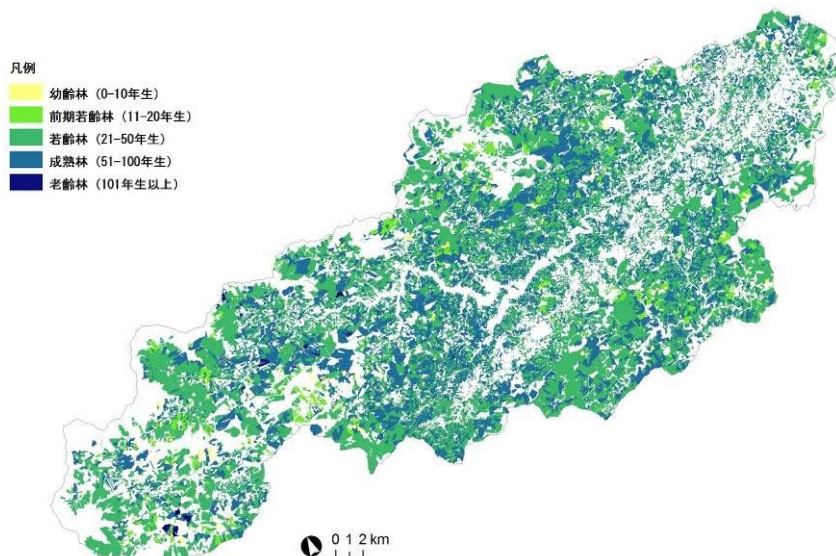 凡例
幼齢林 (0-10年生)
前期若齢林 (11-20年生)
若齢林 (21-50年生)
成熟林 (51-100年生)
老齢林 (101年生以上)
0 1 2 km